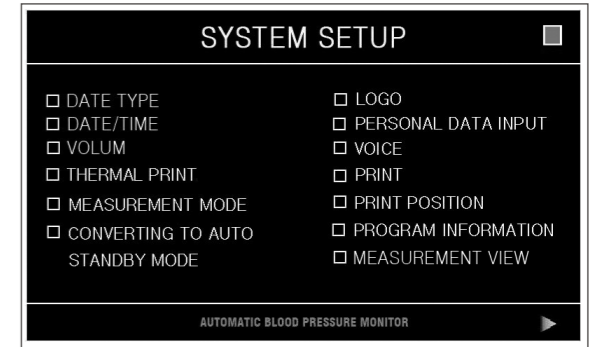 SYSTEM SETUP
DATE TYPE
DATE/TIME
VOLUM
THERMAL PRINT
MEASUREMENT MODE
CONVERTING TO AUTO
STANDBY MODE
LOGO
PERSONAL DATA INPUT
VOICE
PRINT
PRINT POSITION
PROGRAM INFORMATION
MEASUREMENT VIEW
AUTOMATIC BLOOD PRESSURE MONITOR